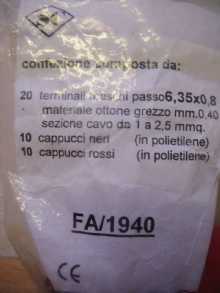 confezione composta da:
20 terminali maschi passo 6,35x0,8
- materiale ottone grezzo mm.0,40
sezione cavo da 1 a 2,5 mmq.
10 cappucci neri (in polietilene)
10 cappucci rossi (in polietilene)
FA/1940
CE